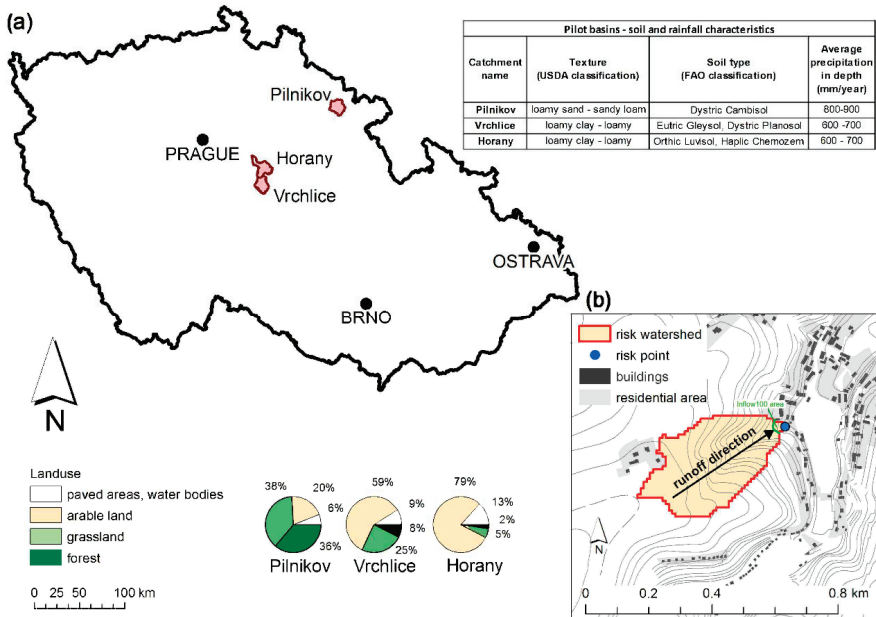 (a)
Pilnikov
PRAGUE
Horany
Vrchlice
OSTRAVA
BRNO
N
Pilot basins - soil and rainfall characteristics
Catchment name Texture (USDA classification) Soil type (FAO classification) Average precipitation in depth (mm/year)
Pilnikov loamy sand - sandy loam Dystric Cambisol 800-900
Vrchlice loamy clay - loamy Eutric Gleysol, Dystric Planosol 600 -700
Horany loamy clay - loamy Orthic Luvisol, Haplic Chemozem 600 - 700
Landuse
paved areas, water bodies
arable land
grassland
forest
0 20 40 60 80 100 km
38% 20% 6% 36%
Pilnikov
59% 9% 8% 25%
Vrchlice
79% 13% 2% 5%
Horany
(b)
risk watershed
risk point
buildings
residential area
Inflow100 area
runoff direction
N
0 0.2 0.4 0.8 km